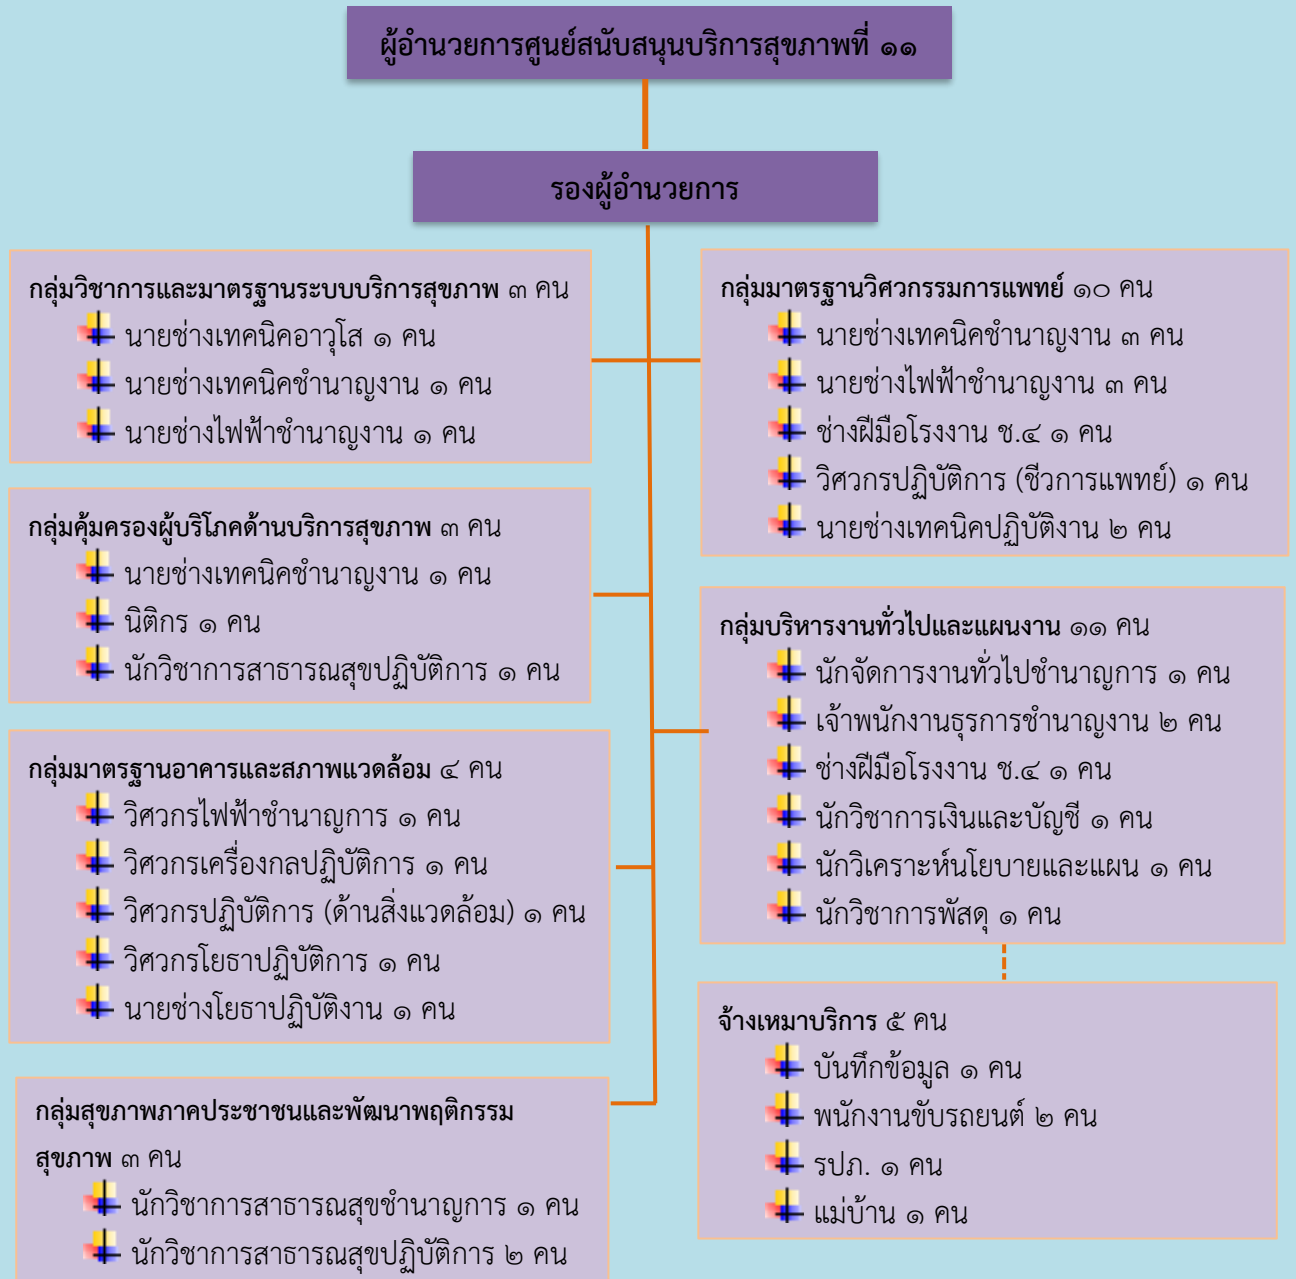 ผู้อำนวยการศูนย์สนับสนุนบริการสุขภาพที่ ๑๑
รองผู้อำนวยการ
กลุ่มวิชาการและมาตรฐานระบบบริการสุขภาพ ๓ คน
นายช่างเทคนิคอาวุโส ๑ คน
นายช่างเทคนิคชำนาญงาน ๑ คน
นายช่างไฟฟ้าชำนาญงาน ๑ คน
กลุ่มคุ้มครองผู้บริโภคด้านบริการสุขภาพ ๓ คน
นายช่างเทคนิคชำนาญงาน ๑ คน
นิติกร ๑ คน
นักวิชาการสาธารณสุขปฏิบัติการ ๑ คน
กลุ่มมาตรฐานอาคารและสภาพแวดล้อม ๔ คน
วิศวกรไฟฟ้าชำนาญการ ๑ คน
วิศวกรเครื่องกลปฏิบัติการ ๑ คน
วิศวกรปฏิบัติการ (ด้านสิ่งแวดล้อม) ๑ คน
วิศวกรโยธาปฏิบัติการ ๑ คน
นายช่างโยธาปฏิบัติงาน ๑ คน
กลุ่มสุขภาพภาคประชาชนและพัฒนาพฤติกรรม
สุขภาพ ๓ คน
นักวิชาการสาธารณสุขชำนาญการ ๑ คน
นักวิชาการสาธารณสุขปฏิบัติการ ๒ คน
กลุ่มมาตรฐานวิศวกรรมการแพทย์ ๑๐ คน
นายช่างเทคนิคชำนาญงาน ๓ คน
นายช่างไฟฟ้าชำนาญงาน ๓ คน
ช่างฝีมือโรงงาน ช.๔ ๑ คน
วิศวกรปฏิบัติการ (ชีวการแพทย์) ๑ คน
นายช่างเทคนิคปฏิบัติงาน ๒ คน
กลุ่มบริหารงานทั่วไปและแผนงาน ๑๑ คน
นักจัดการงานทั่วไปชำนาญการ ๑ คน
เจ้าพนักงานธุรการชำนาญงาน ๒ คน
ช่างฝีมือโรงงาน ช.๔ ๑ คน
นักวิชาการเงินและบัญชี ๑ คน
นักวิเคราะห์นโยบายและแผน ๑ คน
นักวิชาการพัสดุ ๑ คน
จ้างเหมาบริการ ๕ คน
บันทึกข้อมูล ๑ คน
พนักงานขับรถยนต์ ๒ คน
รปภ. ๑ คน
แม่บ้าน ๑ คน